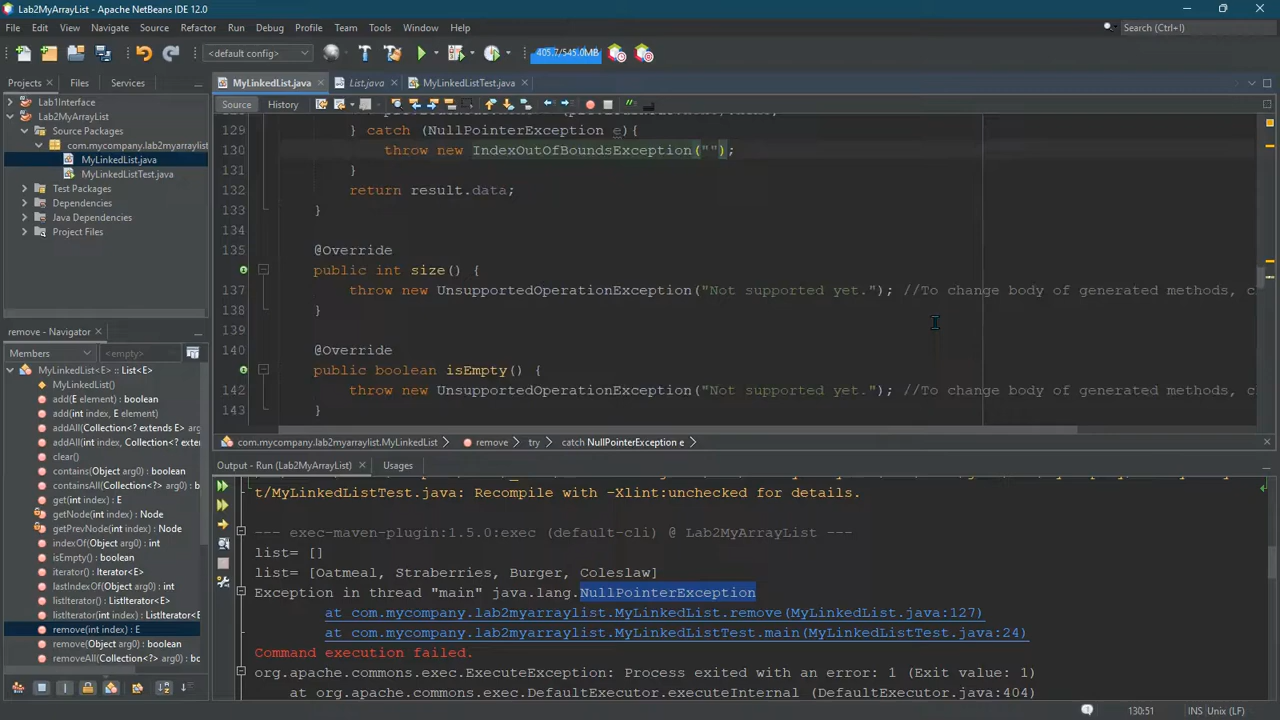 Lab2MyArrayList - Apache NetBeans IDE 12.0
File Edit View Navigate Source Refactor Run Debug Profile Team Tools Window Help
Search (Ctrl+I)
<default config>
405.7/545.0MB
Projects Files Services
MyLinkedList.java List.java MyLinkedListTest.java
Source History
Lab1Interface
Lab2MyArrayList
Source Packages
com.mycompany.lab2myarraylist
MyLinkedList.java
MyLinkedListTest.java
Test Packages
Dependencies
Java Dependencies
Project Files
129 } catch (NullPointerException e){
130 throw new IndexOutOfBoundsException("");
131 }
132 return result.data;
133 }
134
135 @Override
public int size() {
137 throw new UnsupportedOperationException("Not supported yet."); //To change body of generated methods, c
138 }
139
140 @Override
public boolean isEmpty() {
142 throw new UnsupportedOperationException("Not supported yet."); //To change body of generated methods, c
143 }
com.mycompany.lab2myarraylist.MyLinkedList remove try catch NullPointerException e
remove - Navigator
Members <empty>
MyLinkedList<E> :: List<E>
MyLinkedList()
add(E element) : boolean
add(int index, E element)
addAll(Collection<? extends E>
addAll(int index, Collection<? ext
clear()
contains(Object arg0) : boolean
containsAll(Collection<?> arg0)
get(int index) : E
getNode(int index) : Node
getPrevNode(int index) : Node
indexOf(Object arg0) : int
isEmpty() : boolean
iterator() : Iterator<E>
lastIndexOf(Object arg0) : int
listIterator() : ListIterator<E>
listIterator(int index) : ListIterator
remove(int index) : E
remove(Object arg0) : boolean
removeAll(Collection<?> arg0) : bc
Output - Run (Lab2MyArrayList) Usages
t/MyLinkedListTest.java: Recompile with -Xlint:unchecked for details.
--- exec-maven-plugin:1.5.0:exec (default-cli) @ Lab2MyArrayList ---
list= []
list= [Oatmeal, Straberries, Burger, Coleslaw]
Exception in thread "main" java.lang.NullPointerException
at com.mycompany.lab2myarraylist.MyLinkedList.remove(MyLinkedList.java:127)
at com.mycompany.lab2myarraylist.MyLinkedListTest.main(MyLinkedListTest.java:24)
Command execution failed.
org.apache.commons.exec.ExecuteException: Process exited with an error: 1 (Exit value: 1)
at org.apache.commons.exec.DefaultExecutor.executeInternal (DefaultExecutor.java:404)
130:51 INS Unix (LF)